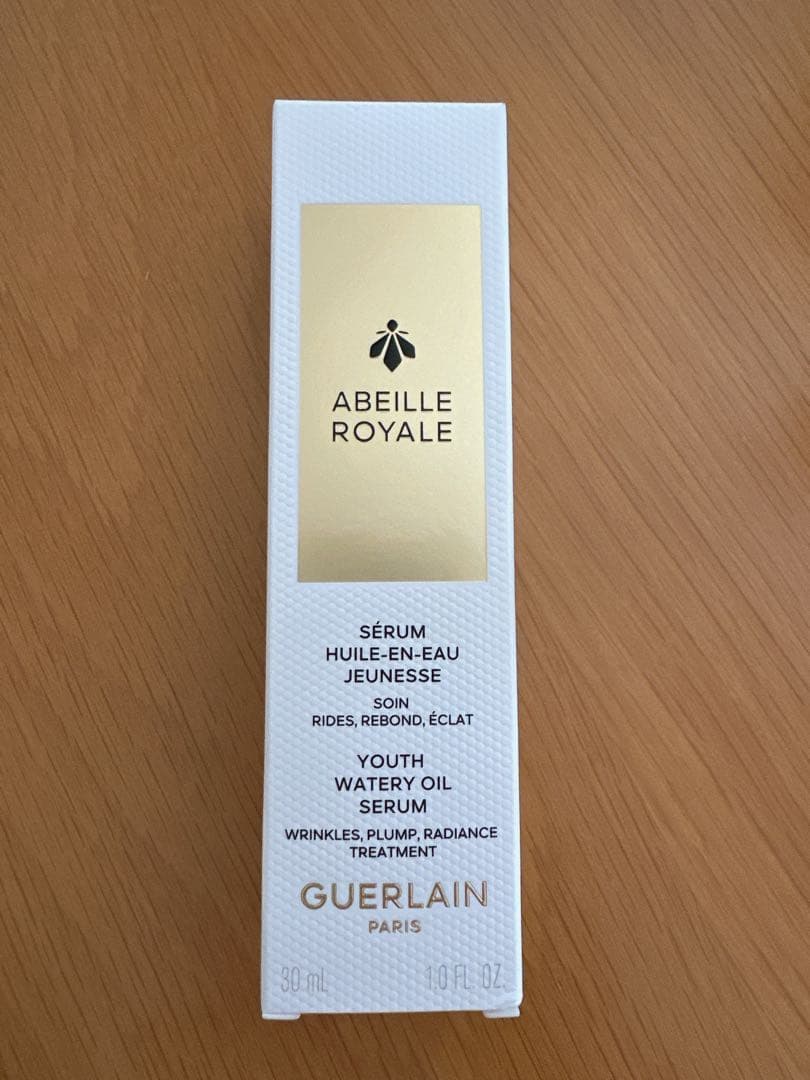 ABEILLE
ROYALE
SÉRUM
HUILE-EN-EAU
JEUNESSE
SOIN
RIDES, REBOND, ÉCLAT
YOUTH
WATERY OIL
SERUM
WRINKLES, PLUMP, RADIANCE
TREATMENT
GUERLAIN
PARIS
30 mL 1.0 FL. OZ.